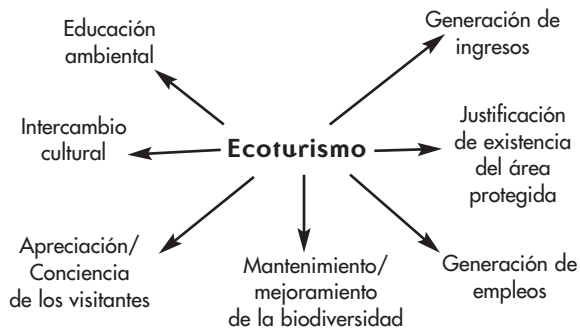 Educación
ambiental
Generación de
ingresos
Intercambio
cultural
Ecoturismo
Justificación
de existencia
del área
protegida
Apreciación/
Conciencia
de los visitantes
Mantenimiento/
mejoramiento
de la biodiversidad
Generación de
empleos